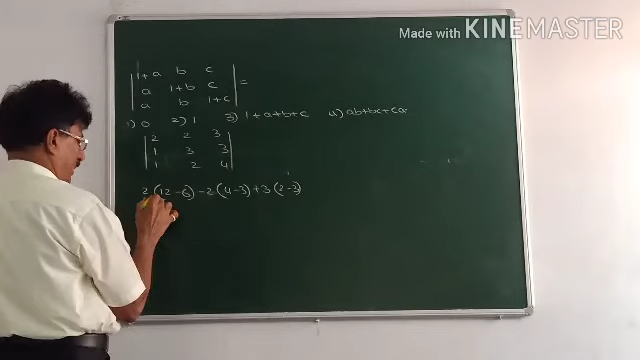 Made with KINEMASTER
| 1+a b c |
| a 1+b c | =
| a b 1+c |
1) 0 2) 1 3) 1+a+b+c 4) ab+bc+ca
| 2 2 3 |
| 1 3 3 |
| 1 2 4 |
2 (12-6) -2 (4-3) +3 (2-3)